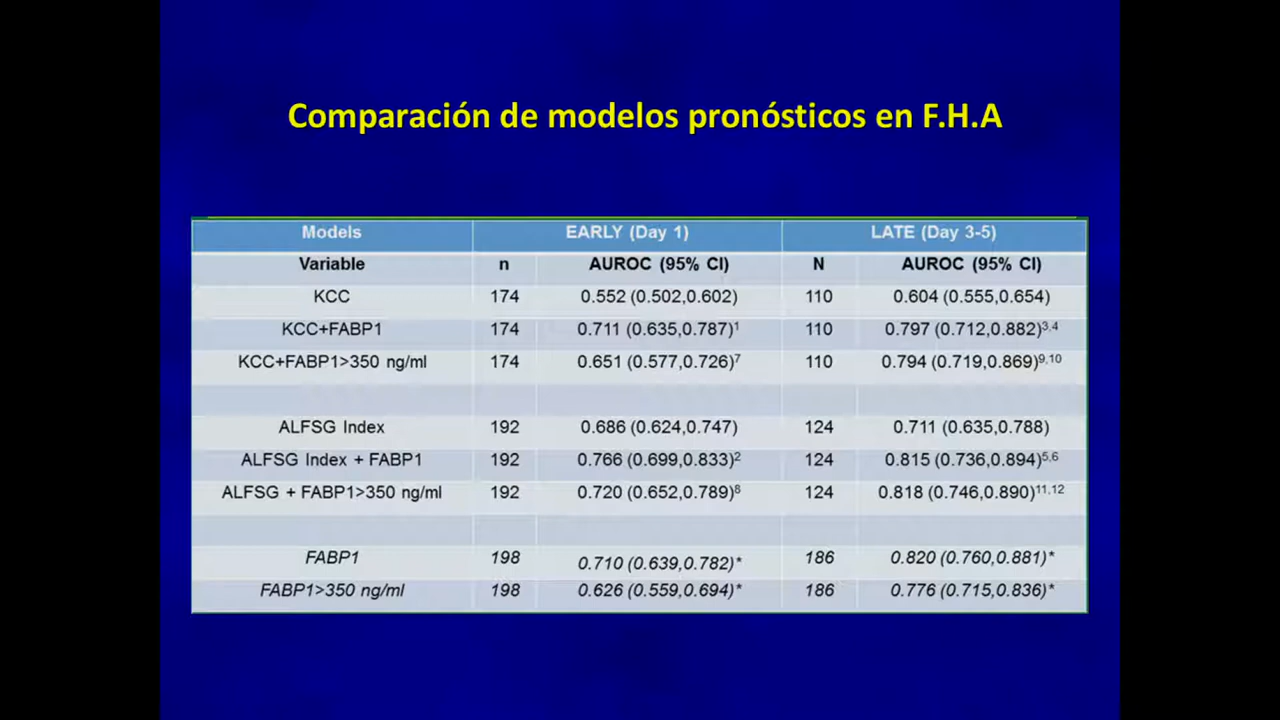 Comparación de modelos pronósticos en F.H.A
Models EARLY (Day 1) LATE (Day 3-5)
Variable n AUROC (95% CI) N AUROC (95% CI)
KCC 174 0.552 (0.502,0.602) 110 0.604 (0.555,0.654)
KCC+FABP1 174 0.711 (0.635,0.787)¹ 110 0.797 (0.712,0.882)³,⁴
KCC+FABP1>350 ng/ml 174 0.651 (0.577,0.726)⁷ 110 0.794 (0.719,0.869)⁹,¹⁰
ALFSG Index 192 0.686 (0.624,0.747) 124 0.711 (0.635,0.788)
ALFSG Index + FABP1 192 0.766 (0.699,0.833)² 124 0.815 (0.736,0.894)⁵,⁶
ALFSG + FABP1>350 ng/ml 192 0.720 (0.652,0.789)⁸ 124 0.818 (0.746,0.890)¹¹,¹²
FABP1 198 0.710 (0.639,0.782)* 186 0.820 (0.760,0.881)*
FABP1>350 ng/ml 198 0.626 (0.559,0.694)* 186 0.776 (0.715,0.836)*